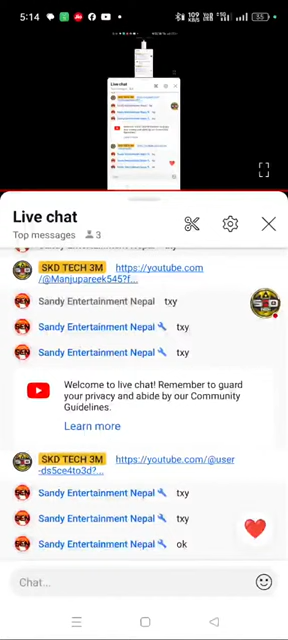 5:14
Live chat
Live chat
Top messages 3
SKD TECH 3M https://youtube.com
/@Manjupareek545?f...
Sandy Entertainment Nepal txy
Sandy Entertainment Nepal txy
Sandy Entertainment Nepal txy
Welcome to live chat! Remember to guard
your privacy and abide by our Community
Guidelines.
Learn more
SKD TECH 3M https://youtube.com/@user
-ds5ce4to3d?...
Sandy Entertainment Nepal txy
Sandy Entertainment Nepal txy
Sandy Entertainment Nepal ok
Chat...